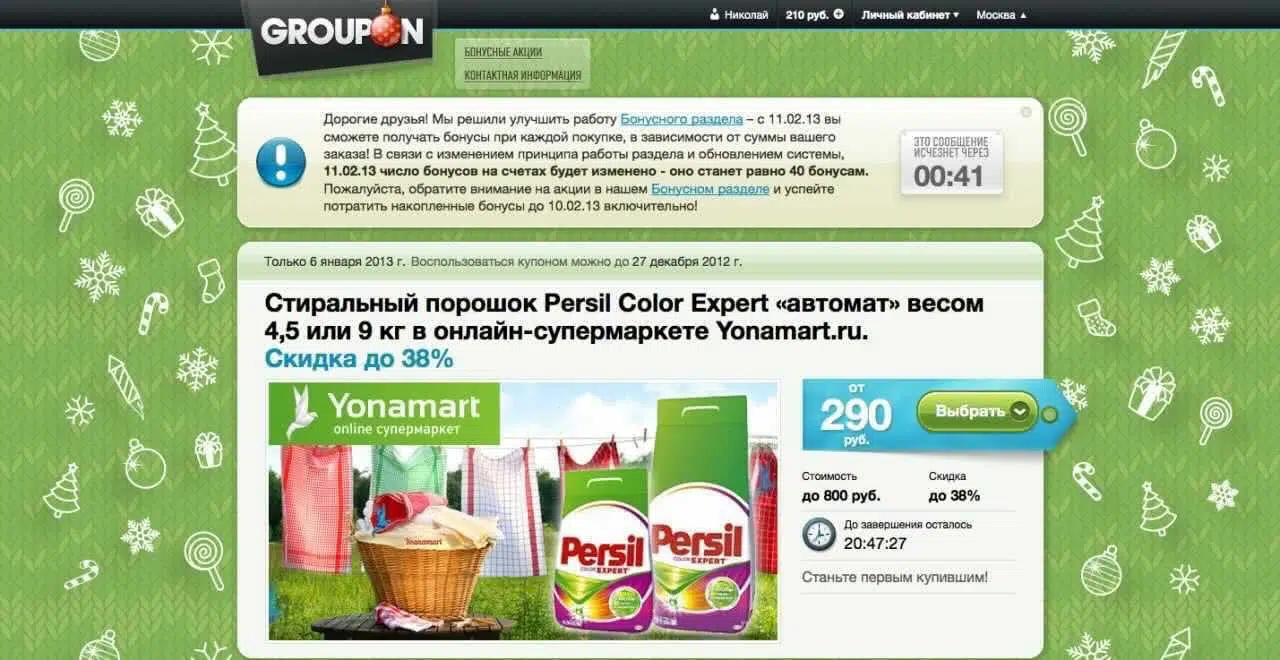 GROUPON
Николай
210 руб.
Личный кабинет
Москва
БОНУСНЫЕ АКЦИИ
КОНТАКТНАЯ ИНФОРМАЦИЯ
Дорогие друзья! Мы решили улучшить работу Бонусного раздела – с 11.02.13 вы
сможете получать бонусы при каждой покупке, в зависимости от суммы вашего
заказа! В связи с изменением принципа работы раздела и обновлением системы,
11.02.13 число бонусов на счетах будет изменено - оно станет равно 40 бонусам.
Пожалуйста, обратите внимание на акции в нашем Бонусном разделе и успейте
потратить накопленные бонусы до 10.02.13 включительно!
ЭТО СООБЩЕНИЕ
ИСЧЕЗНЕТ ЧЕРЕЗ
00:41
Только 6 января 2013 г. Воспользоваться купоном можно до 27 декабря 2012 г.
Стиральный порошок Persil Color Expert «автомат» весом
4,5 или 9 кг в онлайн-супермаркете Yonamart.ru.
Скидка до 38%
Yonamart
online супермаркет
Yonamart
Persil
COLOR EXPERT
Persil
COLOR EXPERT
от
290
руб.
Выбрать
Стоимость
до 800 руб.
Скидка
до 38%
До завершения осталось
20:47:27
Станьте первым купившим!